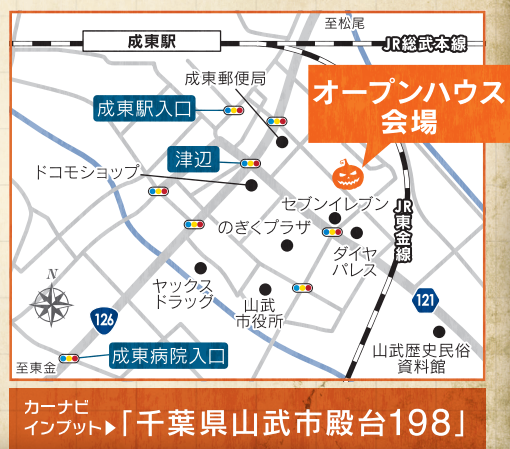 至松尾
成東駅
JR総武本線
成東郵便局
オープンハウス
会場
成東駅入口
津辺
ドコモショップ
セブンイレブン
のぎくプラザ
JR東金線
ダイヤ
パレス
ヤックス
ドラッグ
山武
市役所
N
126
121
成東病院入口
山武歴史民俗
資料館
至東金
カーナビ
インプット▶「千葉県山武市殿台198」